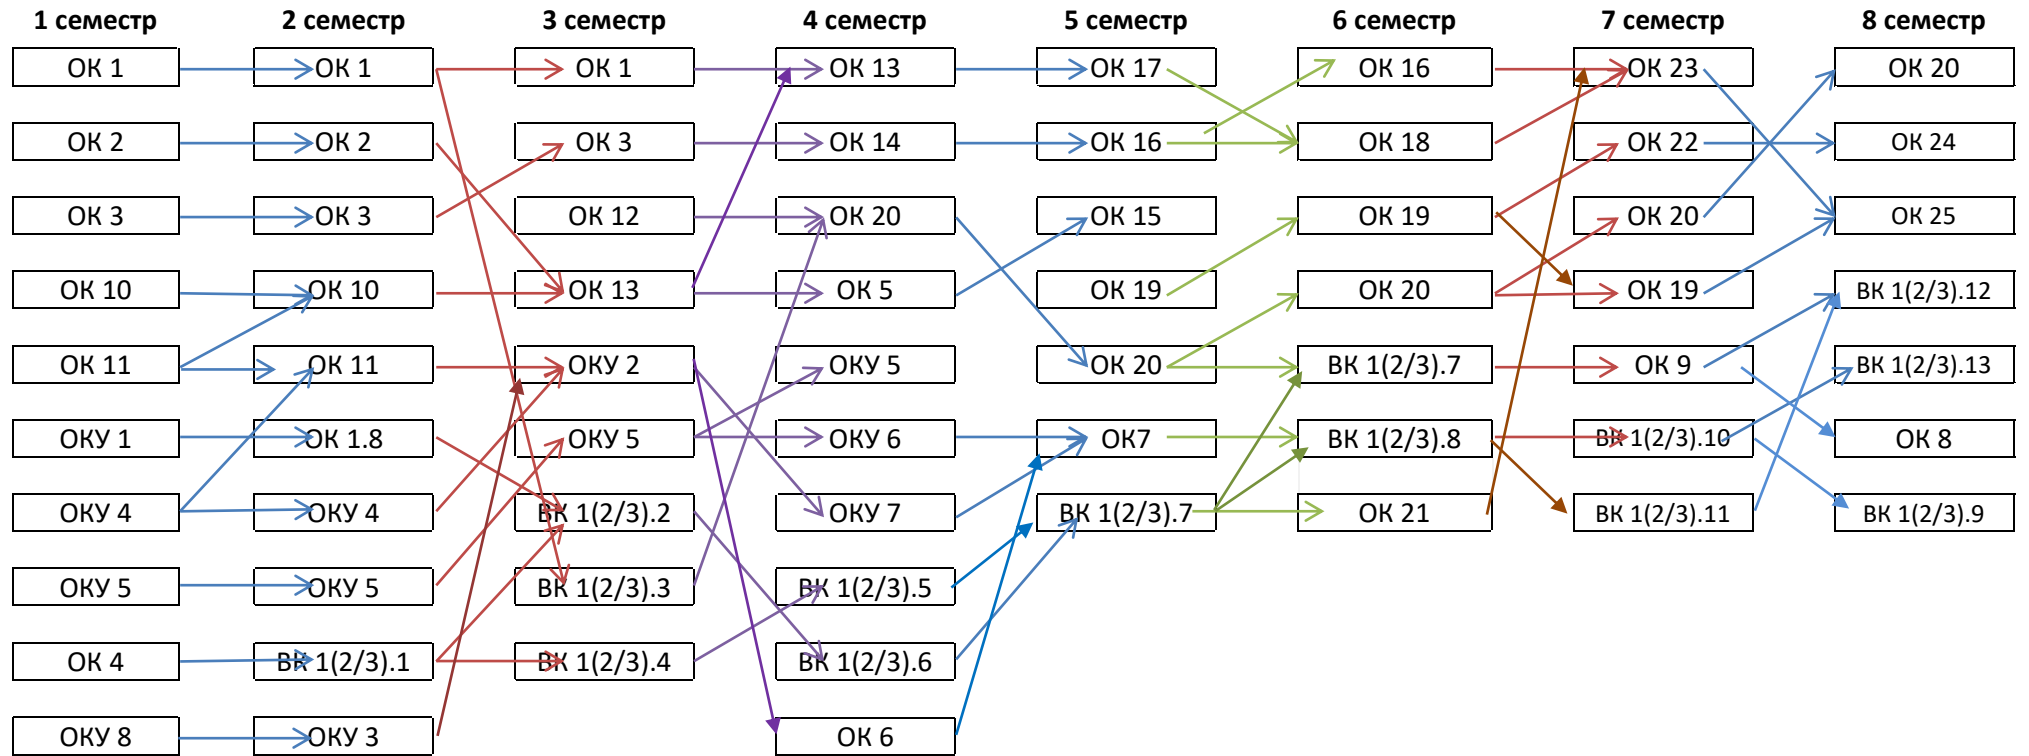 1 семестр 2 семестр 3 семестр 4 семестр 5 семестр 6 семестр 7 семестр 8 семестр
ОК 1 ОК 1 ОК 1 ОК 13 ОК 17 ОК 16 ОК 23 ОК 20
ОК 2 ОК 2 ОК 3 ОК 14 ОК 16 ОК 18 ОК 22 ОК 24
ОК 3 ОК 3 ОК 12 ОК 20 ОК 15 ОК 19 ОК 20 ОК 25
ОК 10 ОК 10 ОК 13 ОК 5 ОК 19 ОК 20 ОК 19 ВК 1(2/3).12
ОК 11 ОК 11 ОКУ 2 ОКУ 5 ОК 20 ВК 1(2/3).7 ОК 9 ВК 1(2/3).13
ОКУ 1 ОК 1.8 ОКУ 5 ОКУ 6 ОК7 ВК 1(2/3).8 ВК 1(2/3).10 ОК 8
ОКУ 4 ОКУ 4 ВК 1(2/3).2 ОКУ 7 ВК 1(2/3).7 ОК 21 ВК 1(2/3).11 ВК 1(2/3).9
ОКУ 5 ОКУ 5 ВК 1(2/3).3 ВК 1(2/3).5
ОК 4 ВК 1(2/3).1 ВК 1(2/3).4 ВК 1(2/3).6
ОКУ 8 ОКУ 3 ОК 6